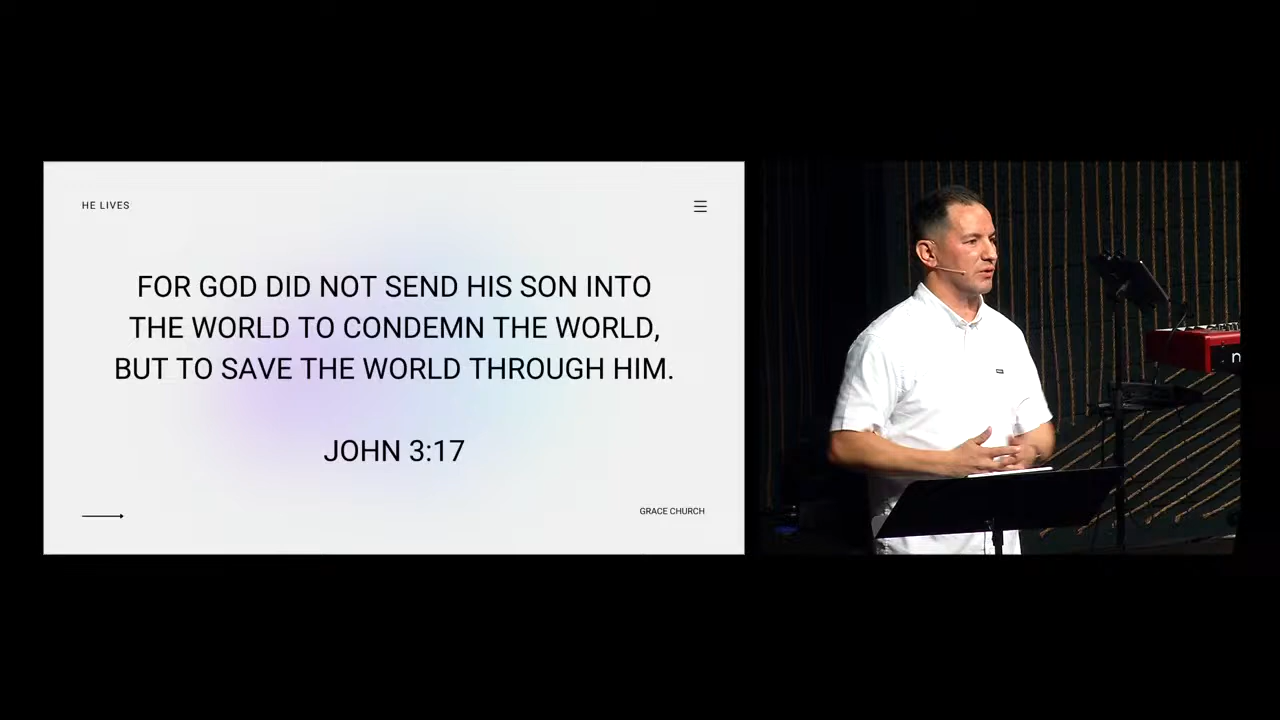 HE LIVES
FOR GOD DID NOT SEND HIS SON INTO
THE WORLD TO CONDEMN THE WORLD,
BUT TO SAVE THE WORLD THROUGH HIM.
JOHN 3:17
GRACE CHURCH
n